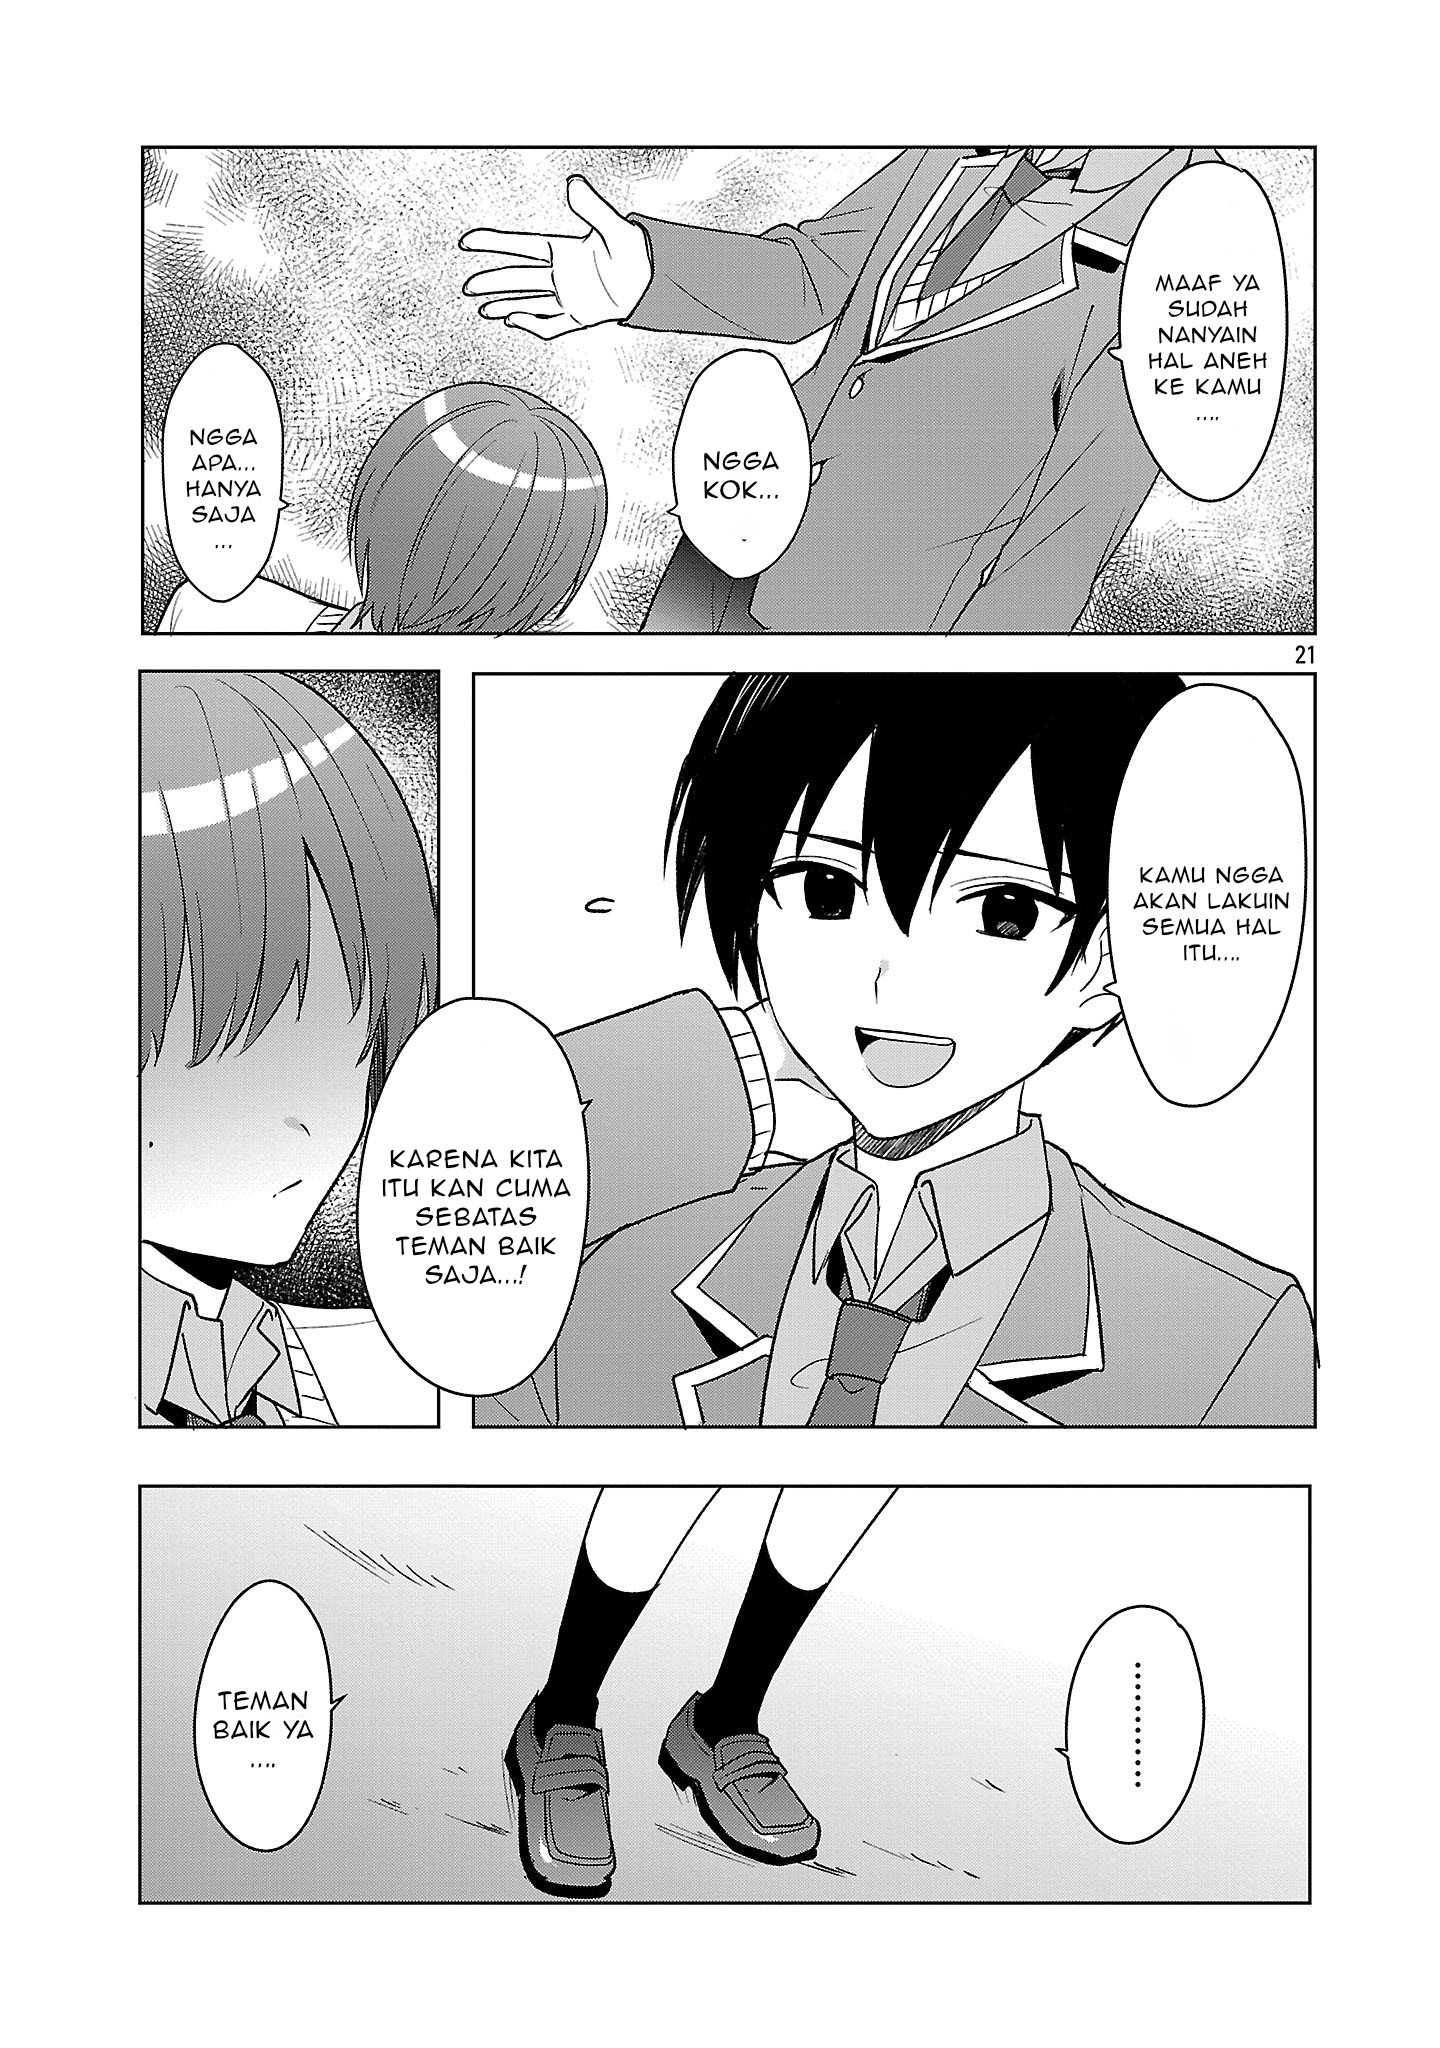 MAAF YA
SUDAH
NANYAIN
HAL ANEH
KE KAMU
....
NGGA
KOK...
NGGA
APA...
HANYA
SAJA
...
21
KAMU NGGA
AKAN LAKUIN
SEMUA HAL
ITU....
KARENA KITA
ITU KAN CUMA
SEBATAS
TEMAN BAIK
SAJA...!
..........
TEMAN
BAIK YA
....